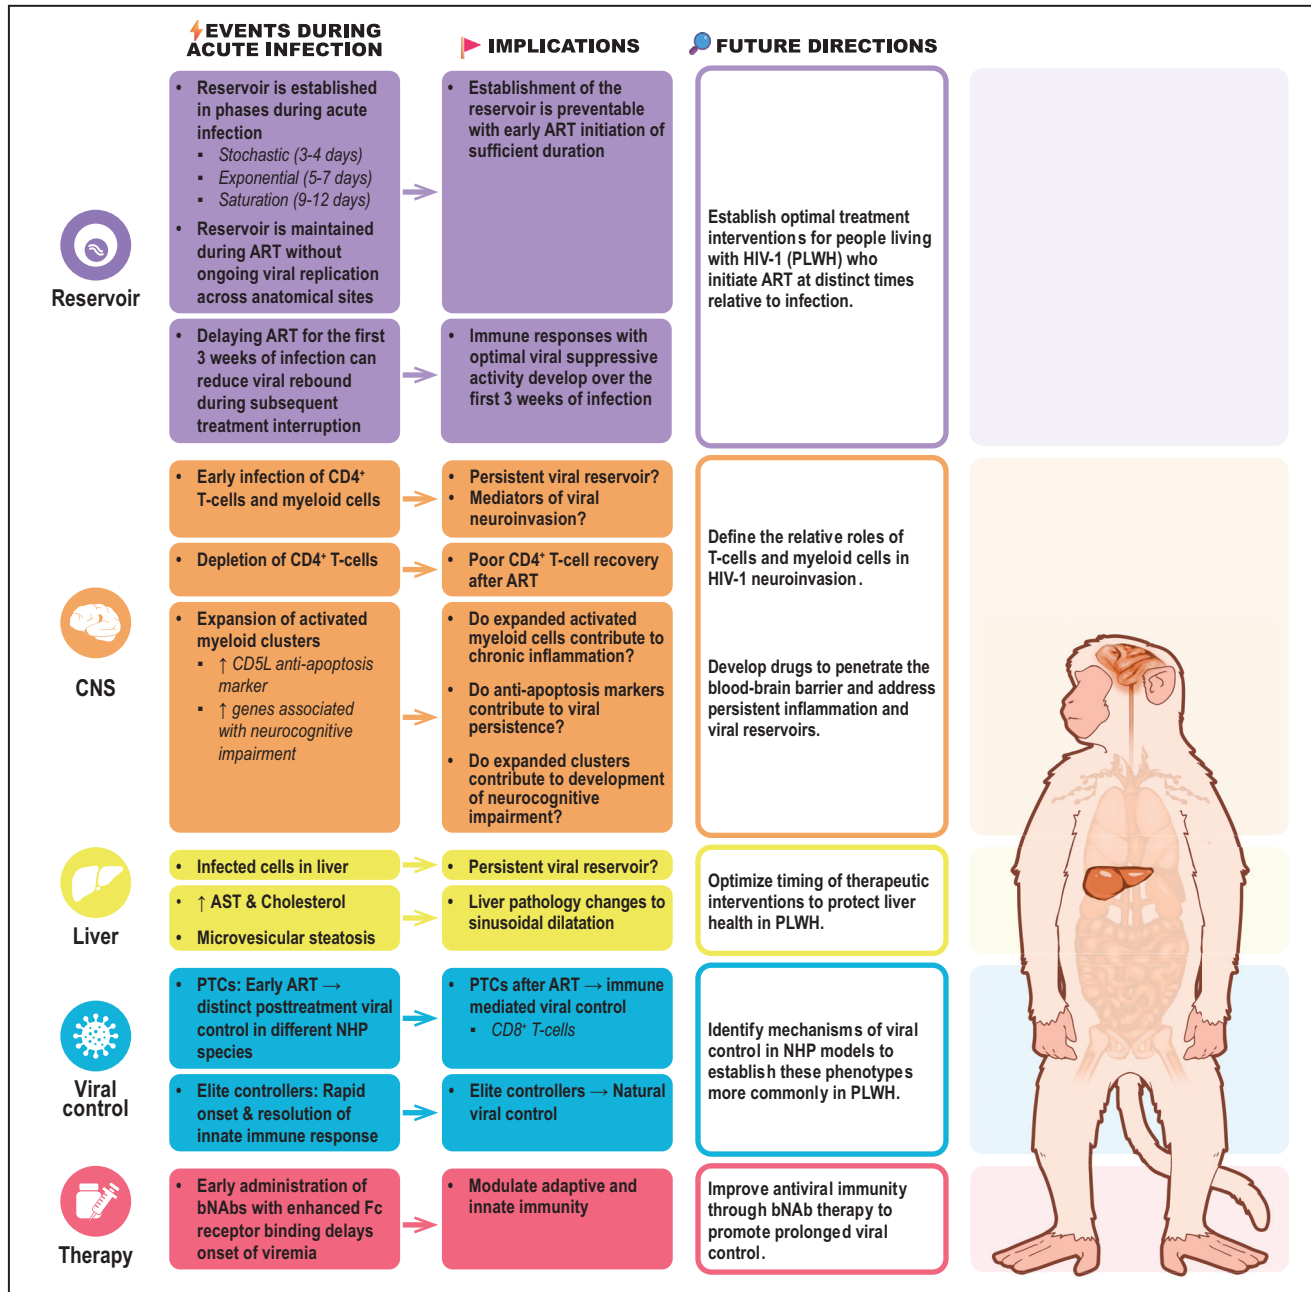 EVENTS DURING
ACUTE INFECTION
IMPLICATIONS
FUTURE DIRECTIONS
Reservoir
• Reservoir is established
in phases during acute
infection
▪ Stochastic (3-4 days)
▪ Exponential (5-7 days)
▪ Saturation (9-12 days)
• Reservoir is maintained
during ART without
ongoing viral replication
across anatomical sites
• Establishment of the
reservoir is preventable
with early ART initiation of
sufficient duration
• Delaying ART for the first
3 weeks of infection can
reduce viral rebound
during subsequent
treatment interruption
• Immune responses with
optimal viral suppressive
activity develop over the
first 3 weeks of infection
Establish optimal treatment
interventions for people living
with HIV-1 (PLWH) who
initiate ART at distinct times
relative to infection.
CNS
• Early infection of CD4⁺
T-cells and myeloid cells
• Persistent viral reservoir?
• Mediators of viral
neuroinvasion?
• Depletion of CD4⁺ T-cells
• Poor CD4⁺ T-cell recovery
after ART
• Expansion of activated
myeloid clusters
▪ ↑ CD5L anti-apoptosis
marker
▪ ↑ genes associated
with neurocognitive
impairment
• Do expanded activated
myeloid cells contribute to
chronic inflammation?
• Do anti-apoptosis markers
contribute to viral
persistence?
• Do expanded clusters
contribute to development
of neurocognitive
impairment?
Define the relative roles of
T-cells and myeloid cells in
HIV-1 neuroinvasion.
Develop drugs to penetrate the
blood-brain barrier and address
persistent inflammation and
viral reservoirs.
Liver
• Infected cells in liver
• Persistent viral reservoir?
• ↑ AST & Cholesterol
• Microvesicular steatosis
• Liver pathology changes to
sinusoidal dilatation
Optimize timing of therapeutic
interventions to protect liver
health in PLWH.
Viral
control
• PTCs: Early ART →
distinct posttreatment viral
control in different NHP
species
• PTCs after ART → immune
mediated viral control
▪ CD8⁺ T-cells
• Elite controllers: Rapid
onset & resolution of
innate immune response
• Elite controllers → Natural
viral control
Identify mechanisms of viral
control in NHP models to
establish these phenotypes
more commonly in PLWH.
Therapy
• Early administration of
bNAbs with enhanced Fc
receptor binding delays
onset of viremia
• Modulate adaptive and
innate immunity
Improve antiviral immunity
through bNAb therapy to
promote prolonged viral
control.